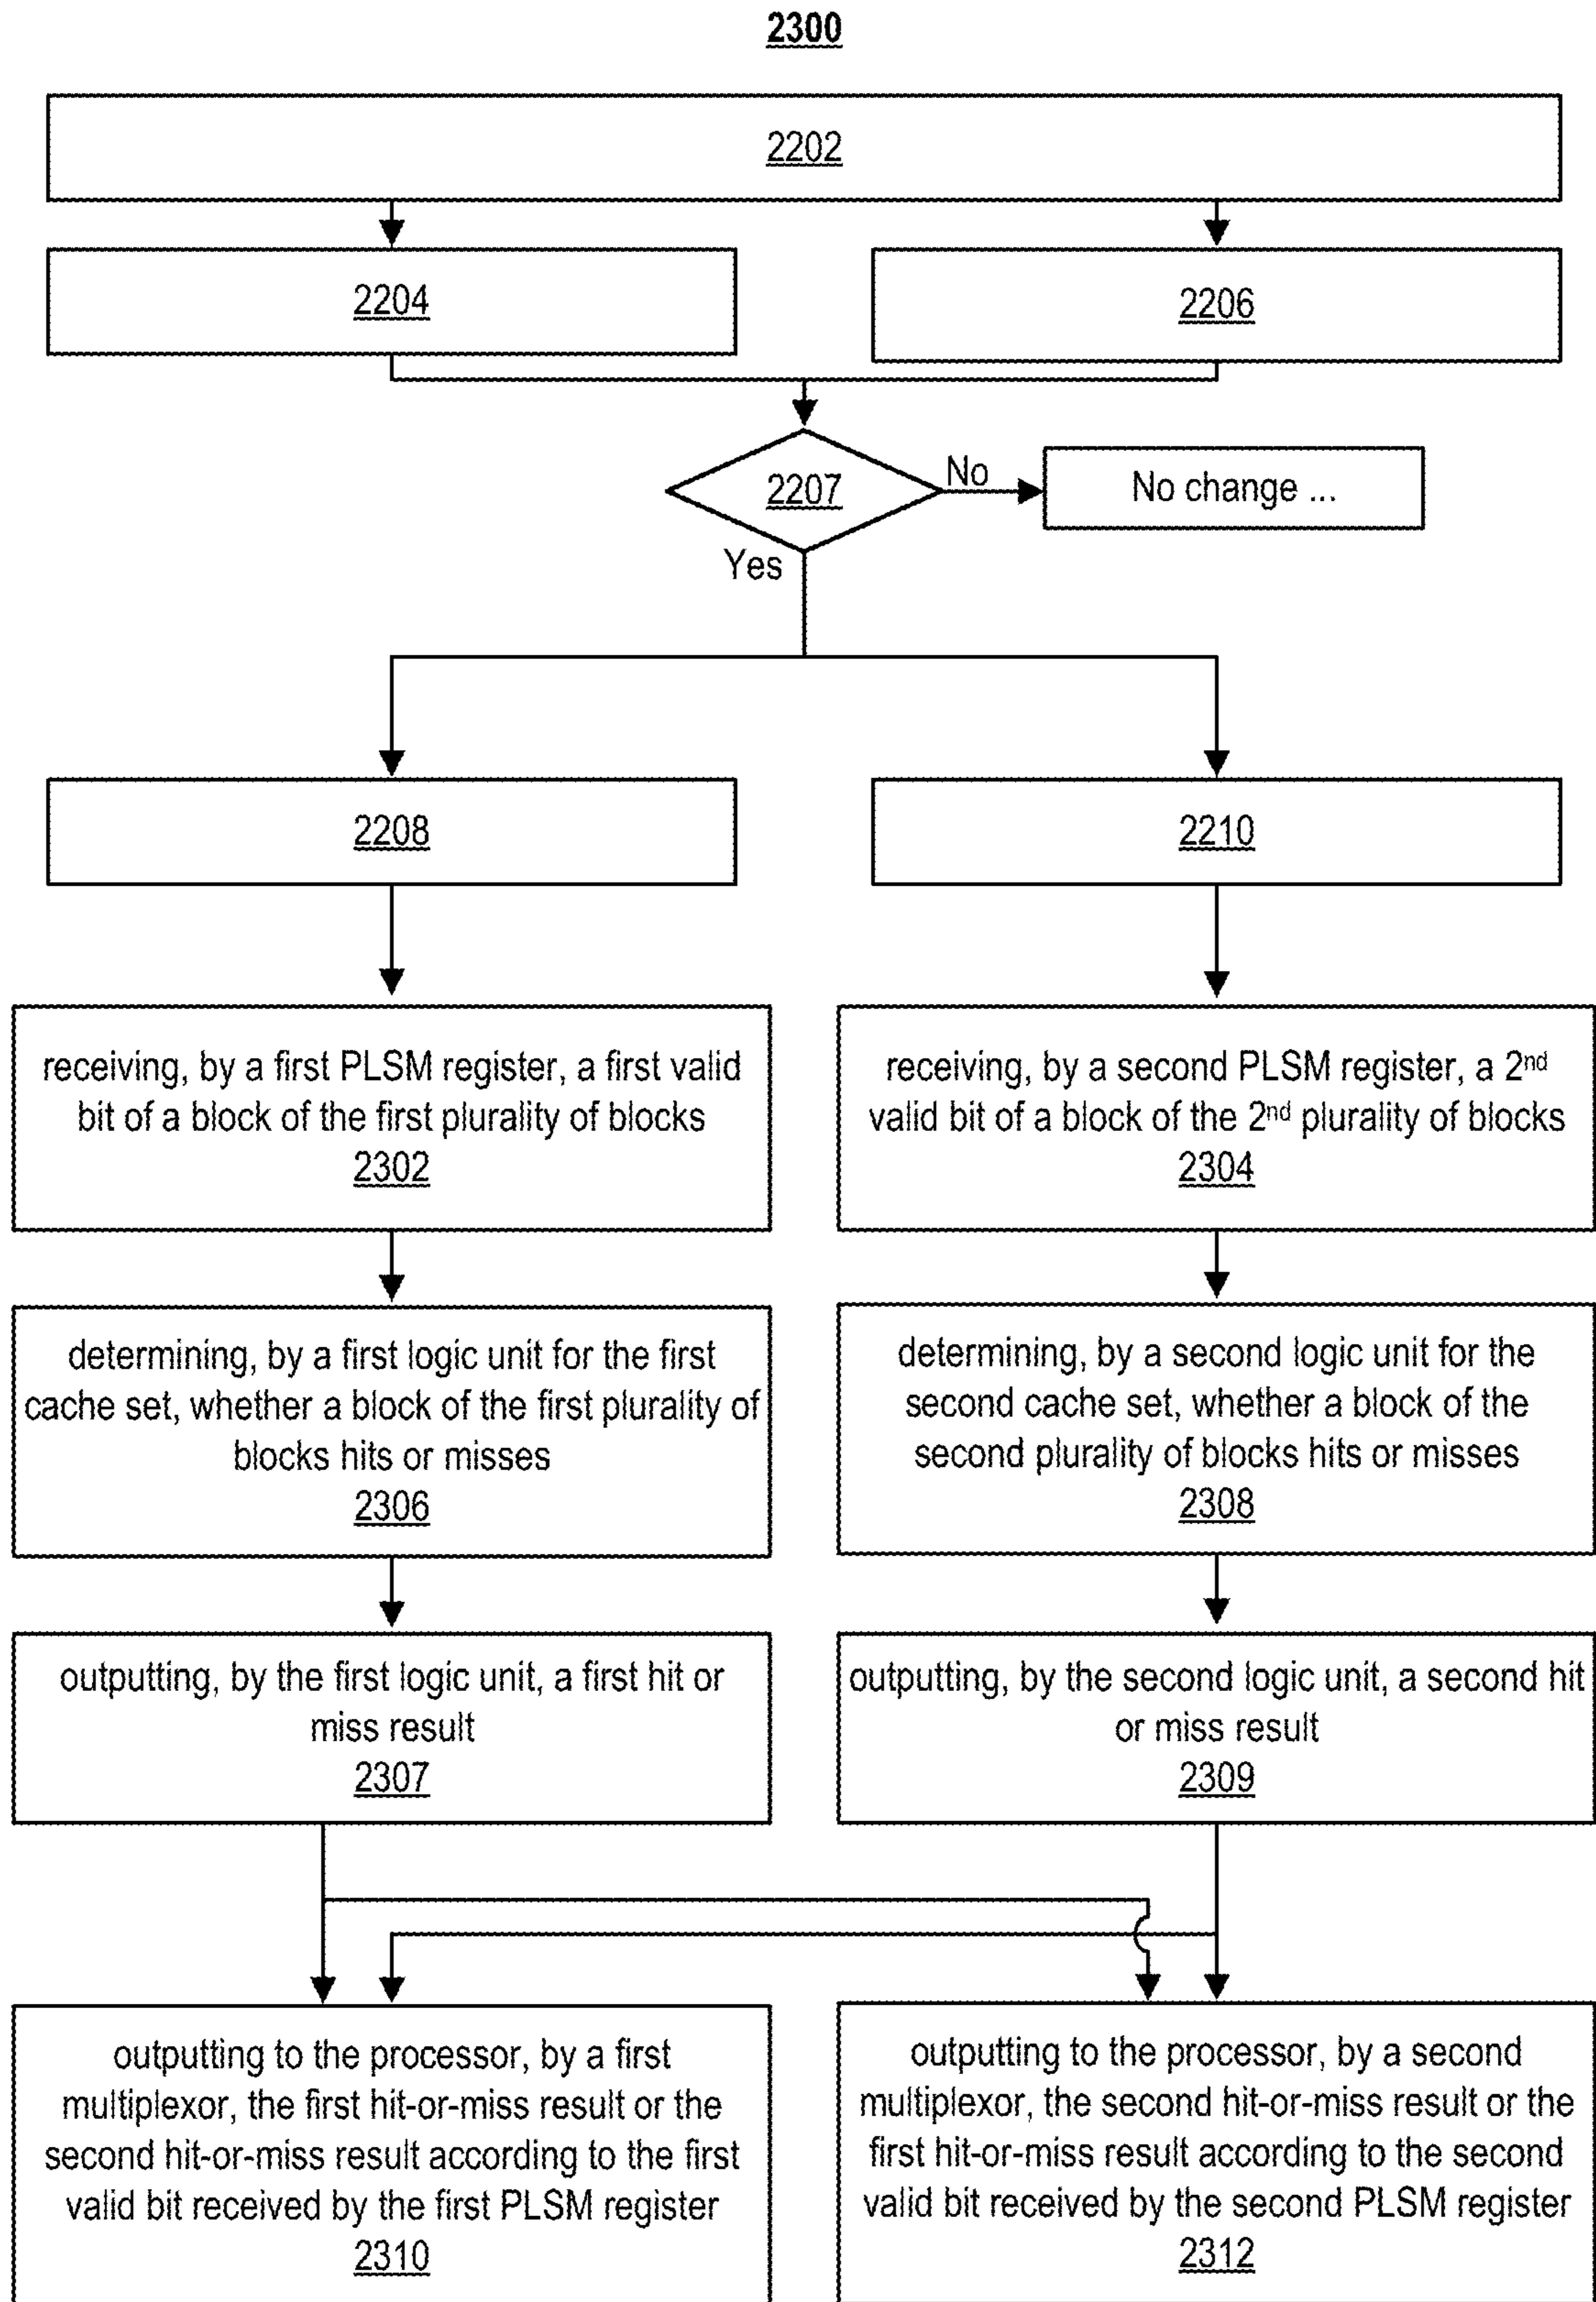 2300
2202
2204
2206
2207
No
No change ...
Yes
2208
2210
receiving, by a first PLSM register, a first valid
bit of a block of the first plurality of blocks
2302
receiving, by a second PLSM register, a 2nd
valid bit of a block of the 2nd plurality of blocks
2304
determining, by a first logic unit for the first
cache set, whether a block of the first plurality of
blocks hits or misses
2306
determining, by a second logic unit for the
second cache set, whether a block of the
second plurality of blocks hits or misses
2308
outputting, by the first logic unit, a first hit or
miss result
2307
outputting, by the second logic unit, a second hit
or miss result
2309
outputting to the processor, by a first
multiplexor, the first hit-or-miss result or the
second hit-or-miss result according to the first
valid bit received by the first PLSM register
2310
outputting to the processor, by a second
multiplexor, the second hit-or-miss result or the
first hit-or-miss result according to the second
valid bit received by the second PLSM register
2312